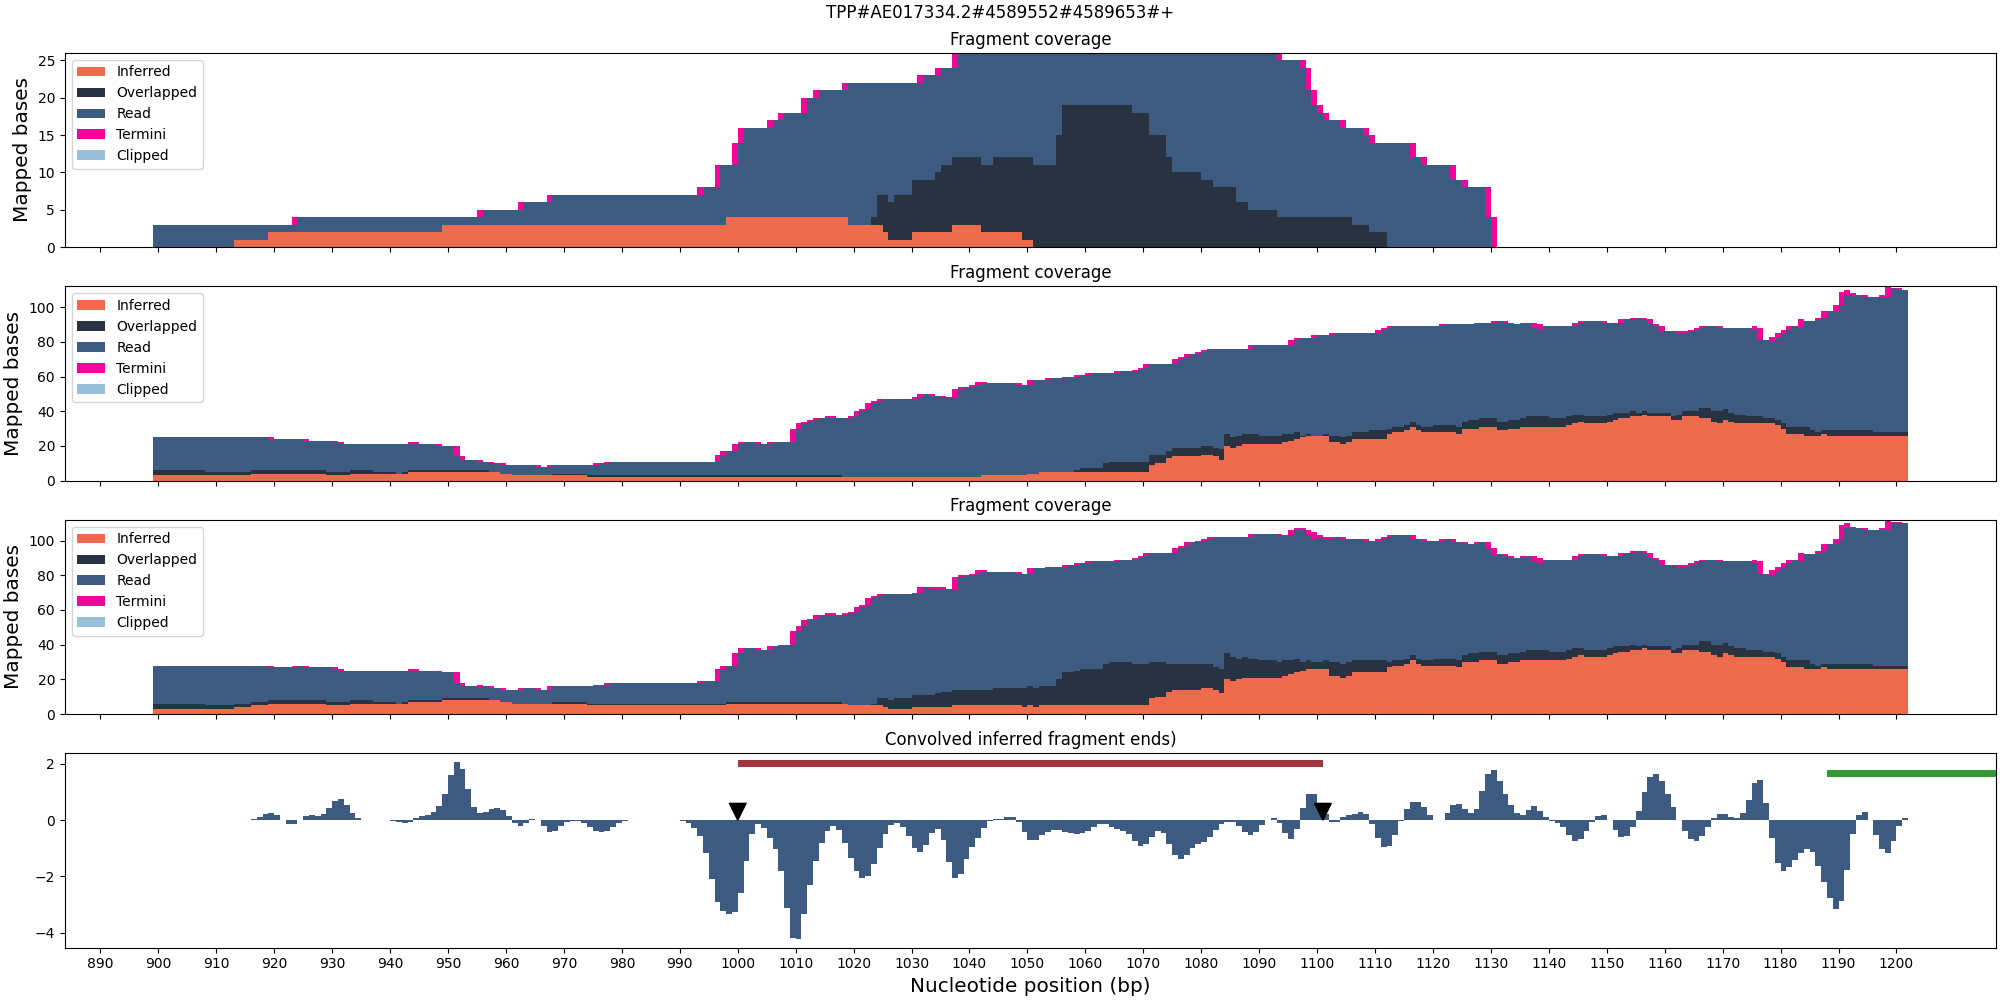 TPP#AE017334.2#4589552#4589653#+
Fragment coverage
Mapped bases
25
20
15
10
5
0
Inferred
Overlapped
Read
Termini
Clipped
Fragment coverage
Mapped bases
100
80
60
40
20
0
Inferred
Overlapped
Read
Termini
Clipped
Fragment coverage
Mapped bases
100
80
60
40
20
0
Inferred
Overlapped
Read
Termini
Clipped
Convolved inferred fragment ends)
2
0
−2
−4
890 900 910 920 930 940 950 960 970 980 990 1000 1010 1020 1030 1040 1050 1060 1070 1080 1090 1100 1110 1120 1130 1140 1150 1160 1170 1180 1190 1200
Nucleotide position (bp)